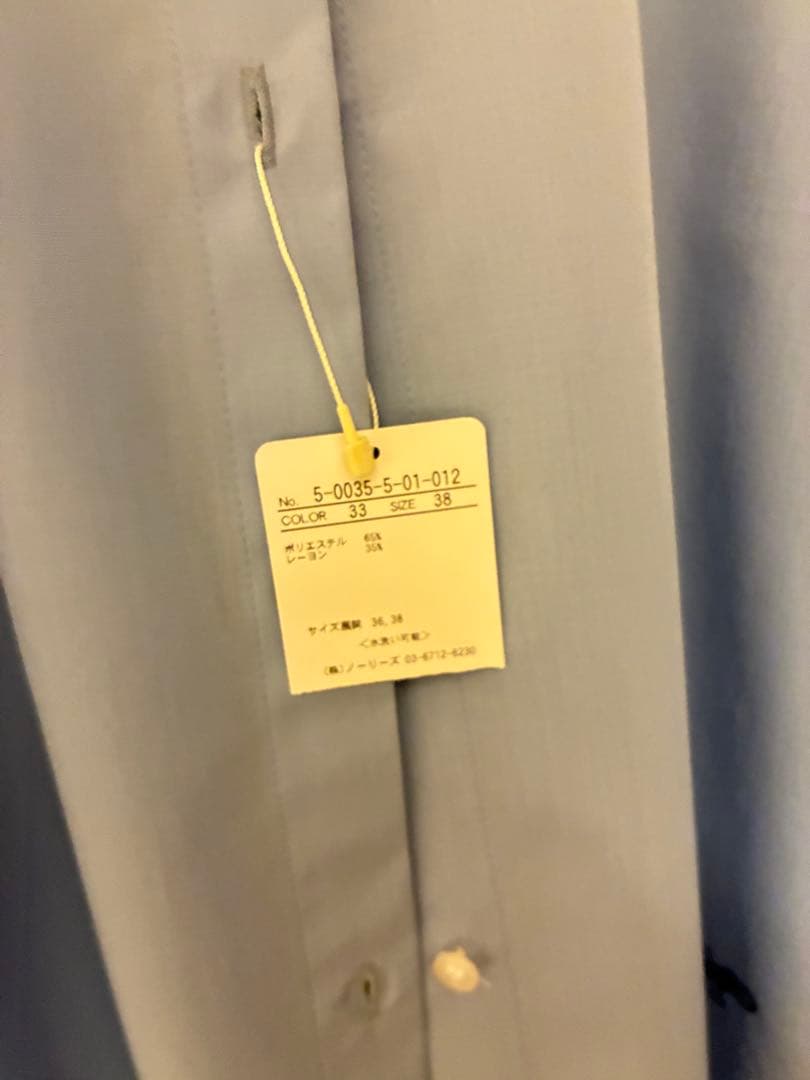 No. 5-0035-5-01-012
COLOR 33 SIZE 38
ポリエステル 65%
レーヨン 35%
サイズ展開 36, 38
<水洗い可能>
(株)ノーリーズ 03-6712-6230